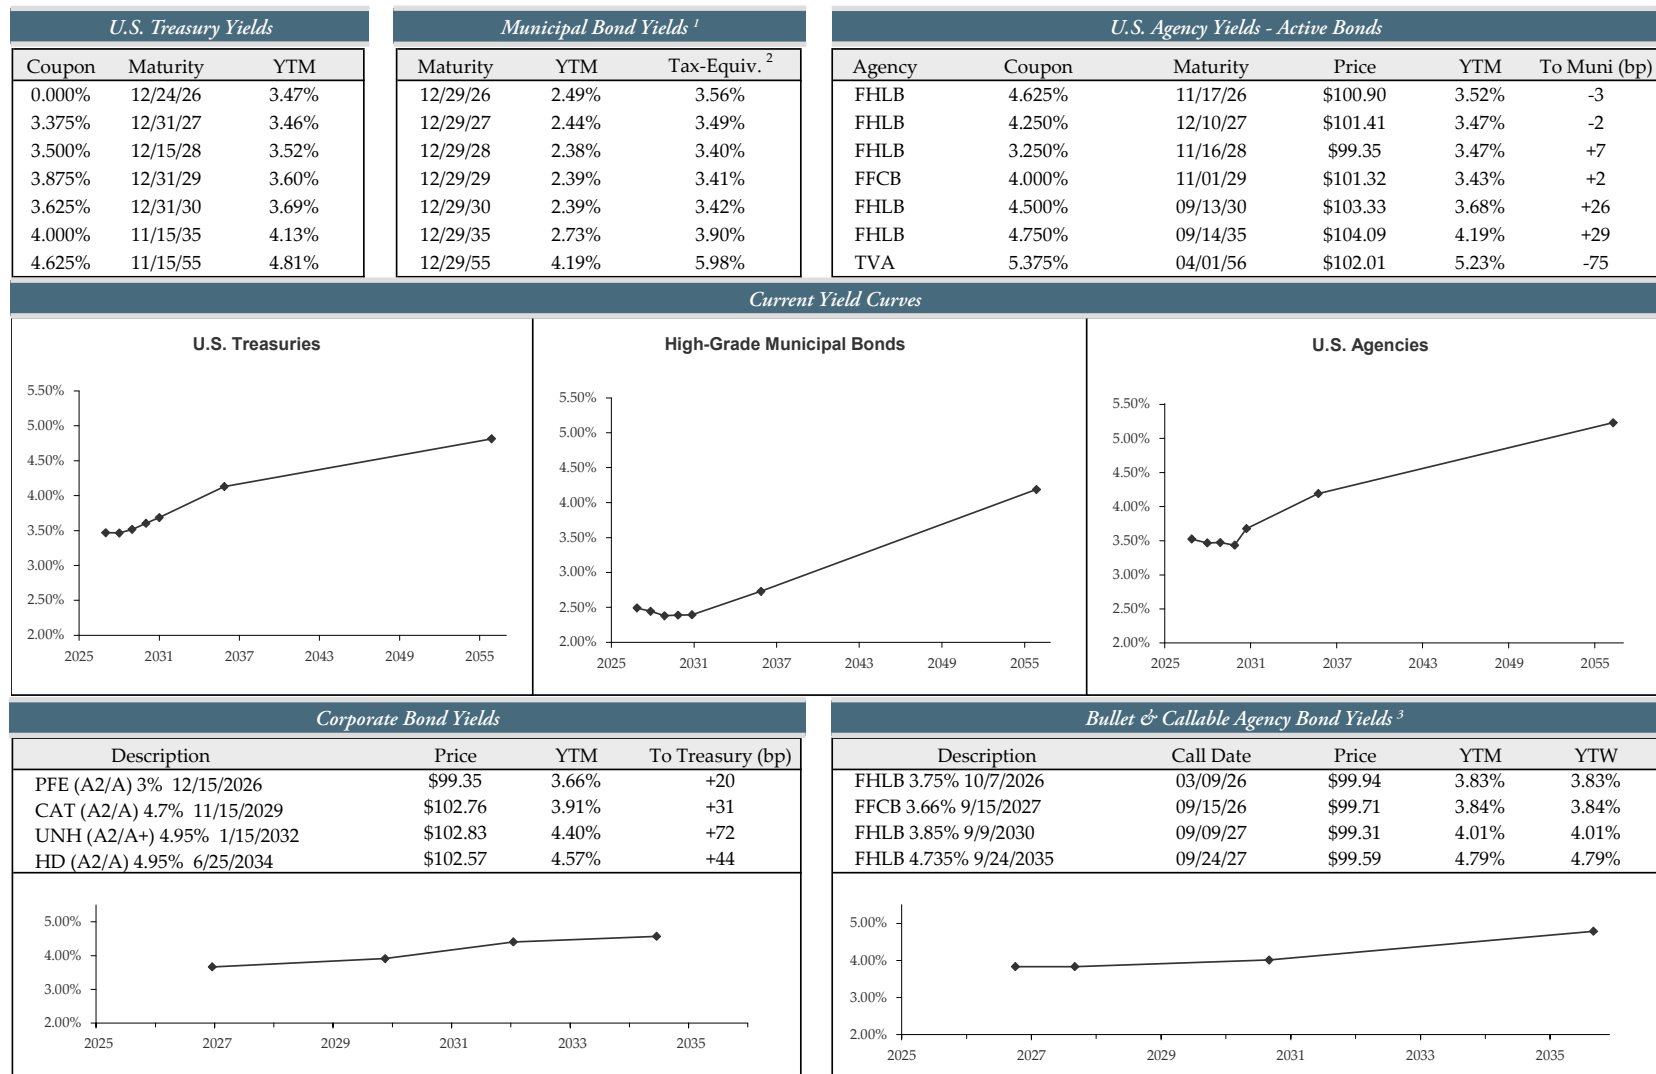 U.S. Treasury Yields
Coupon Maturity YTM
0.000% 12/24/26 3.47%
3.375% 12/31/27 3.46%
3.500% 12/15/28 3.52%
3.875% 12/31/29 3.60%
3.625% 12/31/30 3.69%
4.000% 11/15/35 4.13%
4.625% 11/15/55 4.81%
Municipal Bond Yields 1
Maturity YTM Tax-Equiv. 2
12/29/26 2.49% 3.56%
12/29/27 2.44% 3.49%
12/29/28 2.38% 3.40%
12/29/29 2.39% 3.41%
12/29/30 2.39% 3.42%
12/29/35 2.73% 3.90%
12/29/55 4.19% 5.98%
U.S. Agency Yields - Active Bonds
Agency Coupon Maturity Price YTM To Muni (bp)
FHLB 4.625% 11/17/26 $100.90 3.52% -3
FHLB 4.250% 12/10/27 $101.41 3.47% -2
FHLB 3.250% 11/16/28 $99.35 3.47% +7
FFCB 4.000% 11/01/29 $101.32 3.43% +2
FHLB 4.500% 09/13/30 $103.33 3.68% +26
FHLB 4.750% 09/14/35 $104.09 4.19% +29
TVA 5.375% 04/01/56 $102.01 5.23% -75
Current Yield Curves
U.S. Treasuries
5.50%
5.00%
4.50%
4.00%
3.50%
3.00%
2.50%
2.00%
2025 2031 2037 2043 2049 2055
High-Grade Municipal Bonds
5.50%
5.00%
4.50%
4.00%
3.50%
3.00%
2.50%
2.00%
2025 2031 2037 2043 2049 2055
U.S. Agencies
5.50%
5.00%
4.50%
4.00%
3.50%
3.00%
2.50%
2.00%
2025 2031 2037 2043 2049 2055
Corporate Bond Yields
Description Price YTM To Treasury (bp)
PFE (A2/A) 3% 12/15/2026 $99.35 3.66% +20
CAT (A2/A) 4.7% 11/15/2029 $102.76 3.91% +31
UNH (A2/A+) 4.95% 1/15/2032 $102.83 4.40% +72
HD (A2/A) 4.95% 6/25/2034 $102.57 4.57% +44
5.00%
4.00%
3.00%
2.00%
2025 2027 2029 2031 2033 2035
Bullet & Callable Agency Bond Yields 3
Description Call Date Price YTM YTW
FHLB 3.75% 10/7/2026 03/09/26 $99.94 3.83% 3.83%
FFCB 3.66% 9/15/2027 09/15/26 $99.71 3.84% 3.84%
FHLB 3.85% 9/9/2030 09/09/27 $99.31 4.01% 4.01%
FHLB 4.735% 9/24/2035 09/24/27 $99.59 4.79% 4.79%
5.00%
4.00%
3.00%
2.00%
2025 2027 2029 2031 2033 2035